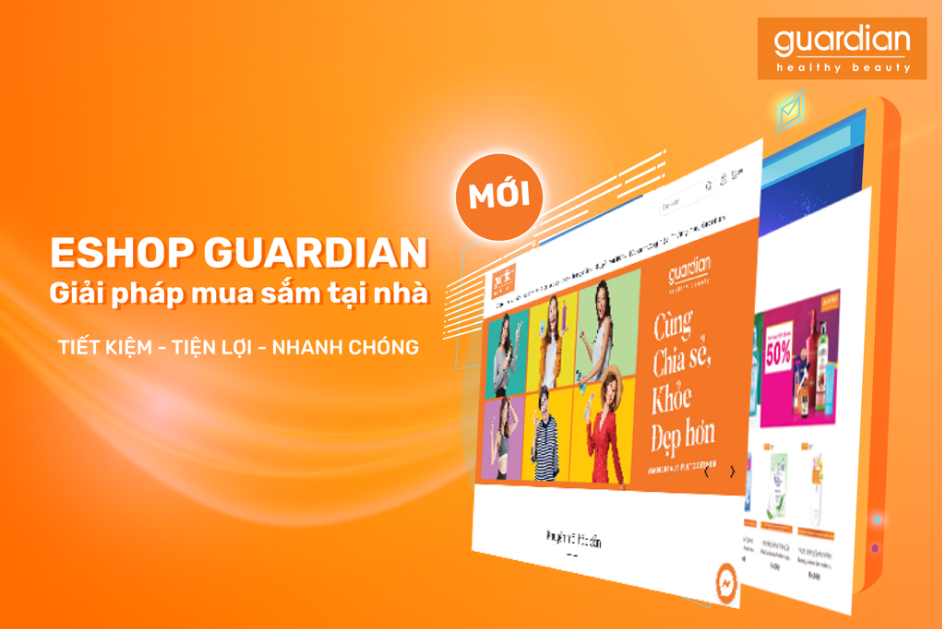 guardian
healthy beauty
MỚI
ESHOP GUARDIAN
Giải pháp mua sắm tại nhà
TIẾT KIỆM - TIỆN LỢI - NHANH CHÓNG
guardian
healthy beauty
Cùng
Chia sẻ,
Khỏe
Đẹp hơn
50%